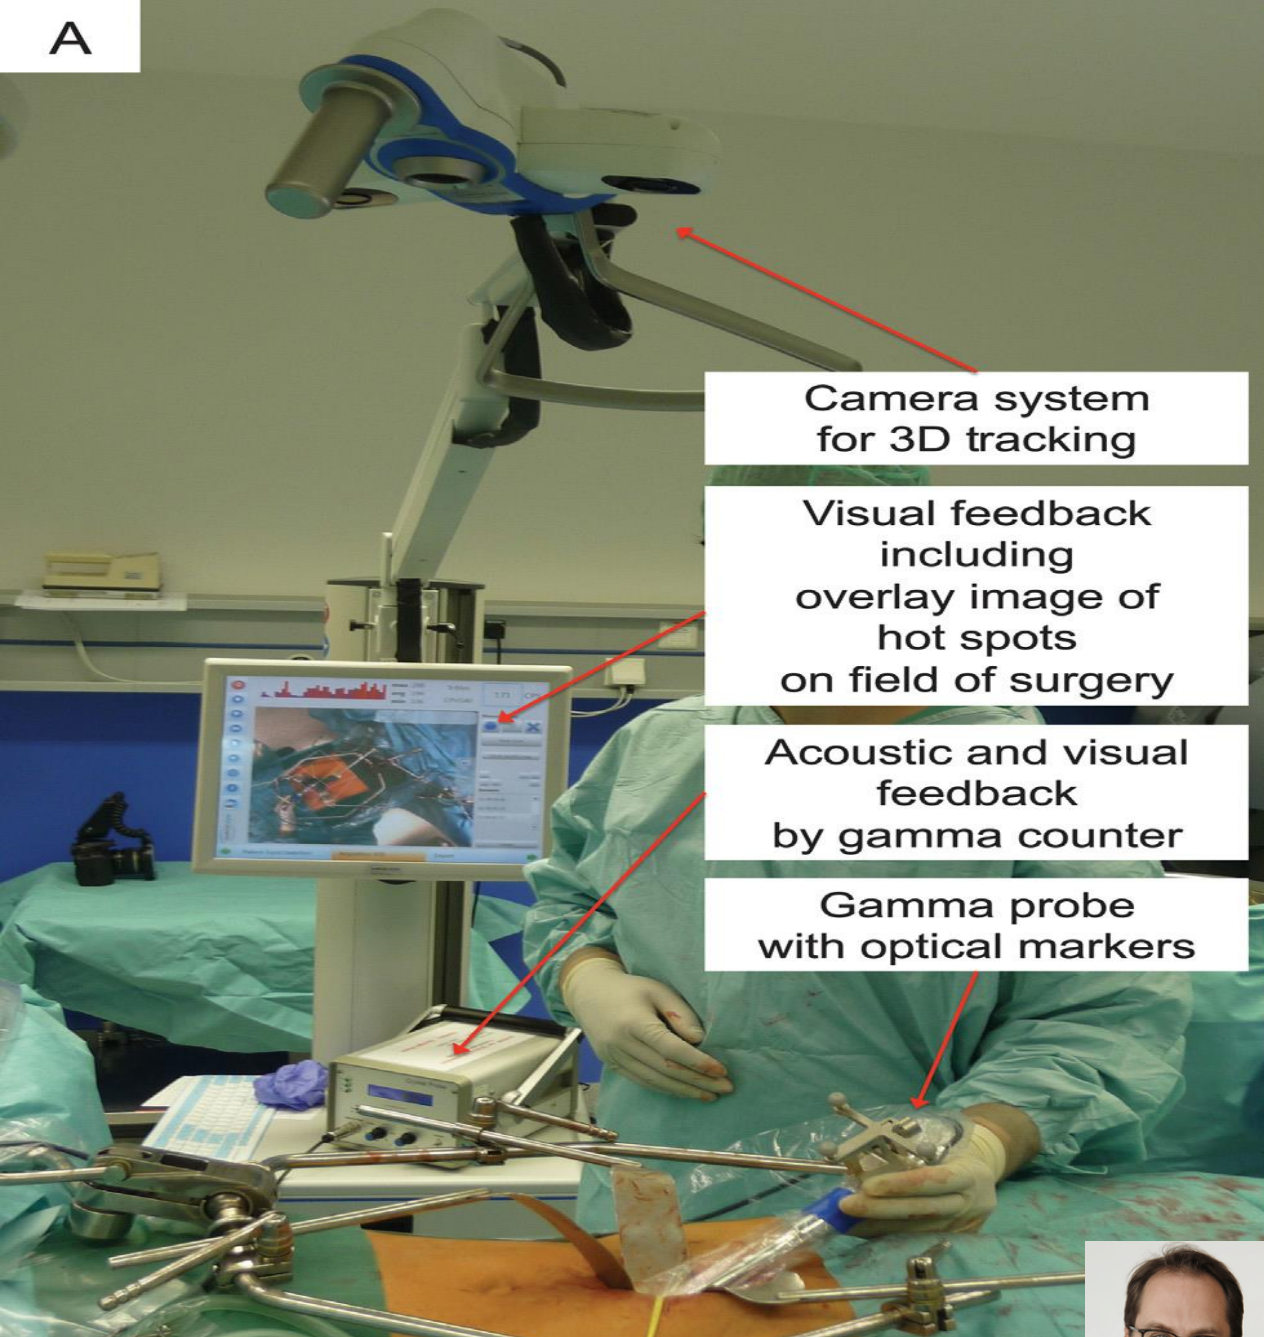 A
Camera system
for 3D tracking
Visual feedback
including
overlay image of
hot spots
on field of surgery
Acoustic and visual
feedback
by gamma counter
Gamma probe
with optical markers